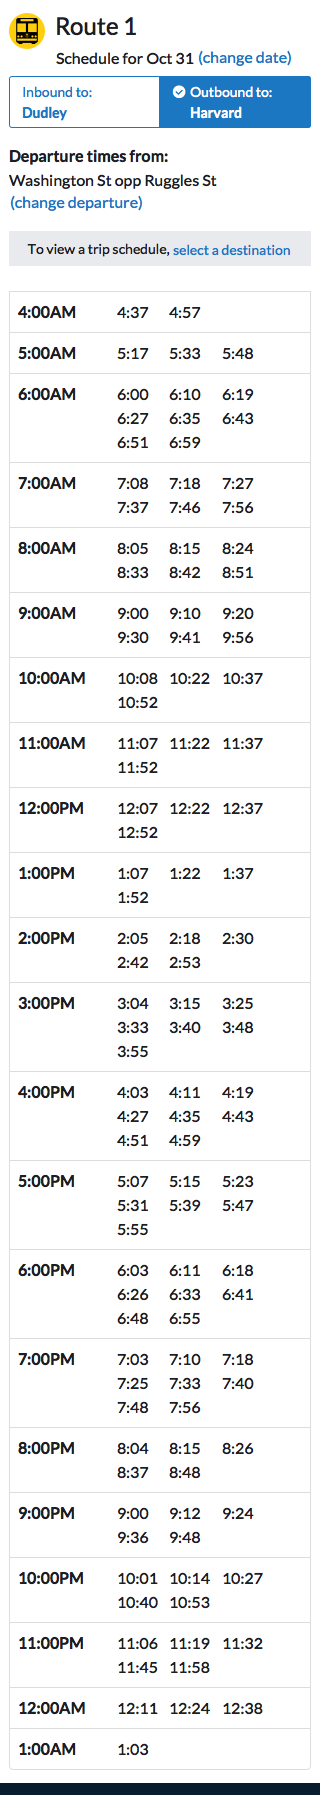 Route 1
Schedule for Oct 31 (change date)
Inbound to:
Dudley
Outbound to:
Harvard
Departure times from:
Washington St opp Ruggles St
(change departure)
To view a trip schedule, select a destination
4:00AM 4:37 4:57
5:00AM 5:17 5:33 5:48
6:00AM 6:00 6:10 6:19
6:27 6:35 6:43
6:51 6:59
7:00AM 7:08 7:18 7:27
7:37 7:46 7:56
8:00AM 8:05 8:15 8:24
8:33 8:42 8:51
9:00AM 9:00 9:10 9:20
9:30 9:41 9:56
10:00AM 10:08 10:22 10:37
10:52
11:00AM 11:07 11:22 11:37
11:52
12:00PM 12:07 12:22 12:37
12:52
1:00PM 1:07 1:22 1:37
1:52
2:00PM 2:05 2:18 2:30
2:42 2:53
3:00PM 3:04 3:15 3:25
3:33 3:40 3:48
3:55
4:00PM 4:03 4:11 4:19
4:27 4:35 4:43
4:51 4:59
5:00PM 5:07 5:15 5:23
5:31 5:39 5:47
5:55
6:00PM 6:03 6:11 6:18
6:26 6:33 6:41
6:48 6:55
7:00PM 7:03 7:10 7:18
7:25 7:33 7:40
7:48 7:56
8:00PM 8:04 8:15 8:26
8:37 8:48
9:00PM 9:00 9:12 9:24
9:36 9:48
10:00PM 10:01 10:14 10:27
10:40 10:53
11:00PM 11:06 11:19 11:32
11:45 11:58
12:00AM 12:11 12:24 12:38
1:00AM 1:03